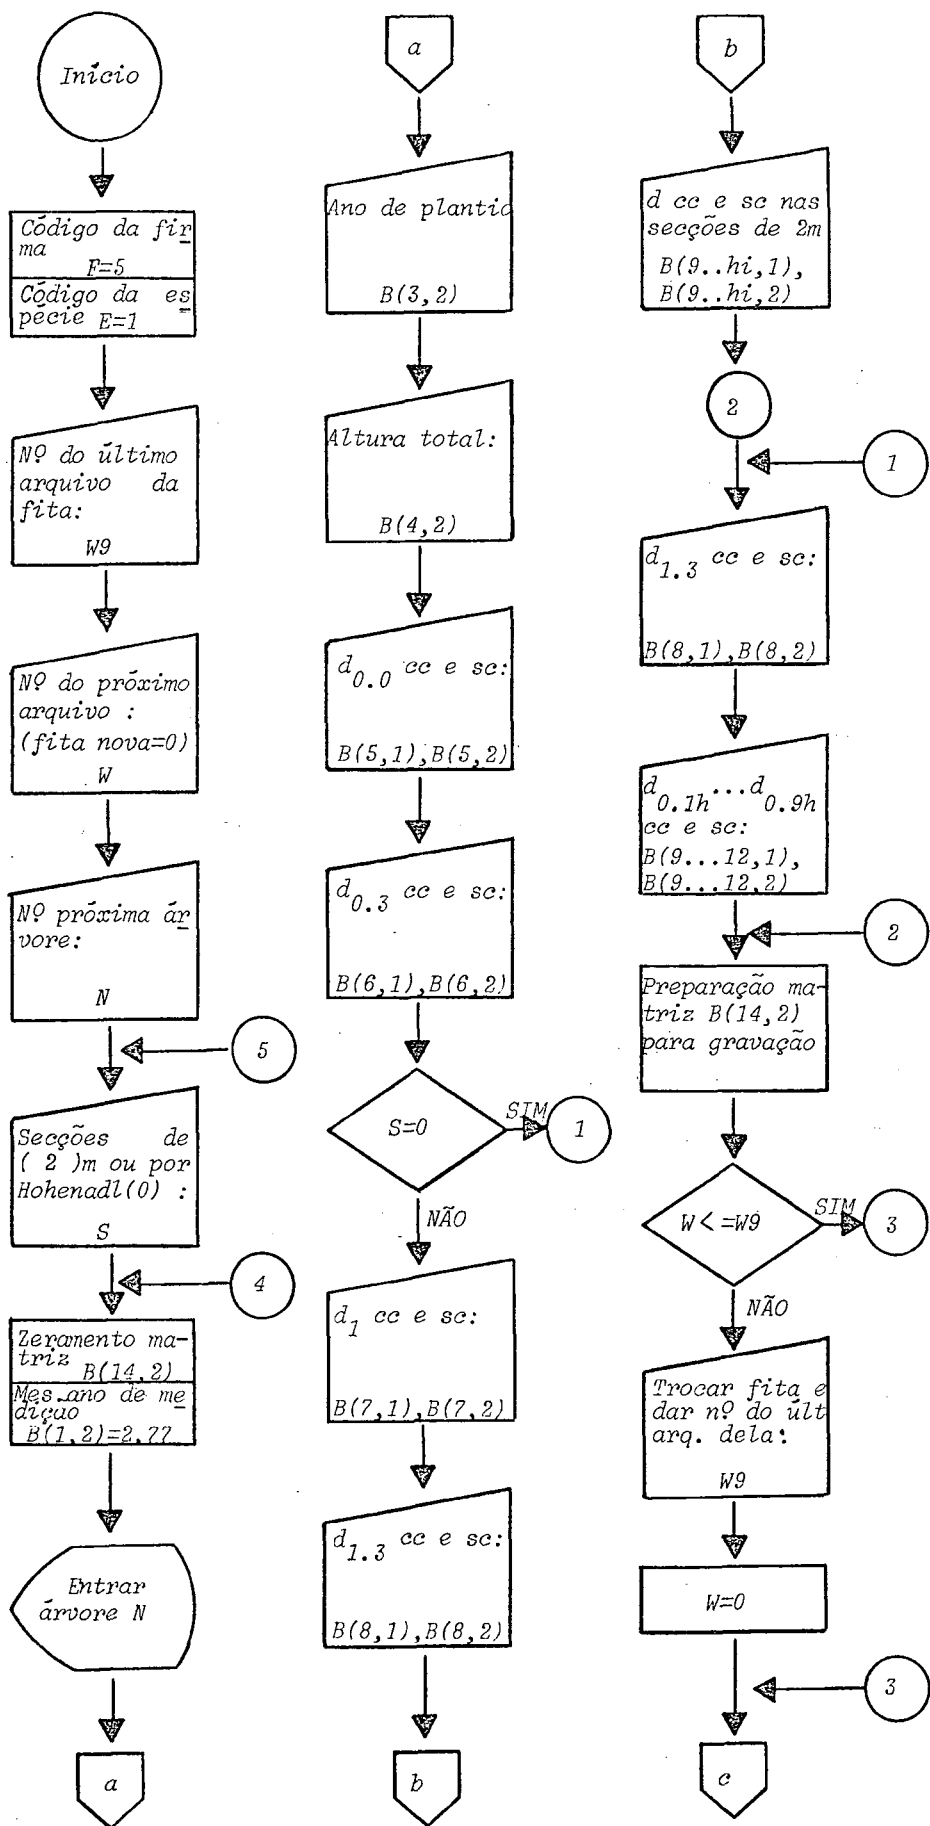 Início
Código da fir
ma
F=5
Código da es
pécie E=1
Nº do último
arquivo da
fita:
W9
Nº do próximo
arquivo :
(fita nova=0)
W
Nº próxima ár
vore:
N
5
Secções de
( 2 )m ou por
Hohenadl(0) :
S
4
Zeramento ma-
triz B(14,2)
Mes.ano de me
dição
B(1,2)=2,77
Entrar
árvore N
a
a
Ano de plantio
B(3,2)
Altura total:
B(4,2)
d0.0 cc e sc:
B(5,1),B(5,2)
d0.3 cc e sc:
B(6,1),B(6,2)
S=0
SIM
1
NÃO
d1 cc e sc:
B(7,1),B(7,2)
d1.3 cc e sc:
B(8,1),B(8,2)
b
b
d cc e sc nas
secções de 2m
B(9..hi,1),
B(9..hi,2)
2
1
d1.3 cc e sc:
B(8,1),B(8,2)
d0.1h...d0.9h
cc e sc:
B(9...12,1),
B(9...12,2)
2
Preparação ma-
triz B(14,2)
para gravação
W<=W9
SIM
3
NÃO
Trocar fita e
dar nº do últ
arq. dela:
W9
W=0
3
c